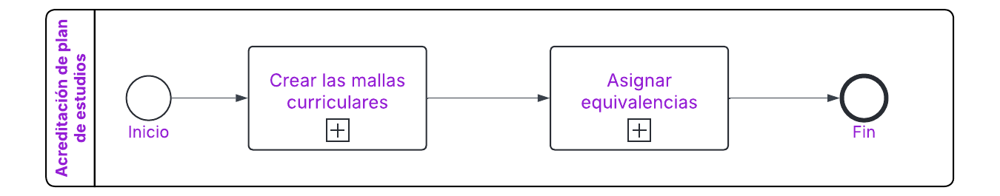 Acreditación de plan
de estudios
Inicio
Crear las mallas
curriculares
Asignar
equivalencias
Fin